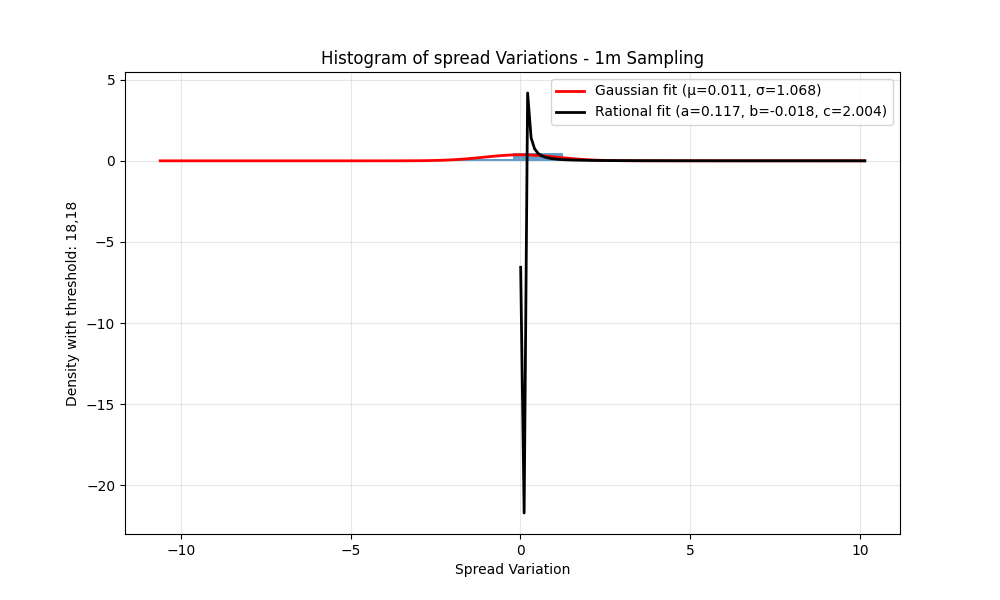 Histogram of spread Variations - 1m Sampling
Gaussian fit (μ=0.011, σ=1.068)
Rational fit (a=0.117, b=-0.018, c=2.004)
Density with threshold: 18,18
5
0
−5
−10
−15
−20
−10
−5
0
5
10
Spread Variation